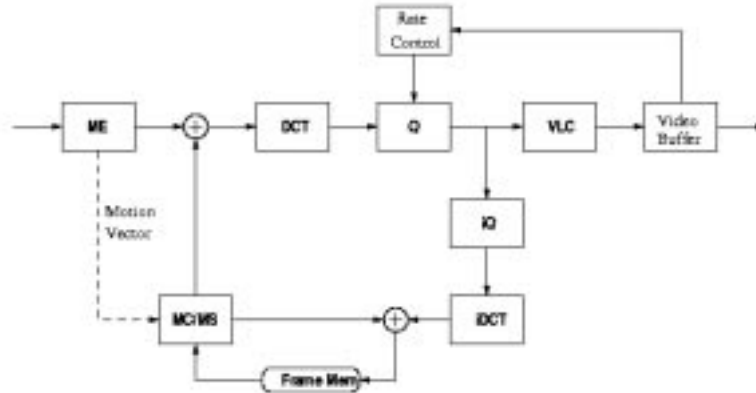 Rate
Control
ME
DCT
Q
VLC
Video
Buffer
Motion
Vector
iQ
MC/MS
iDCT
Frame Mem